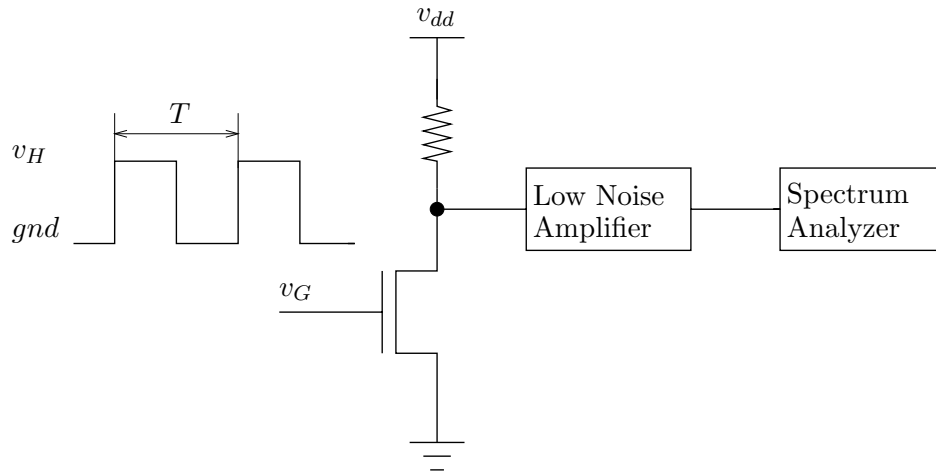 v_dd
T
v_H
gnd
Low Noise
Amplifier
Spectrum
Analyzer
v_G